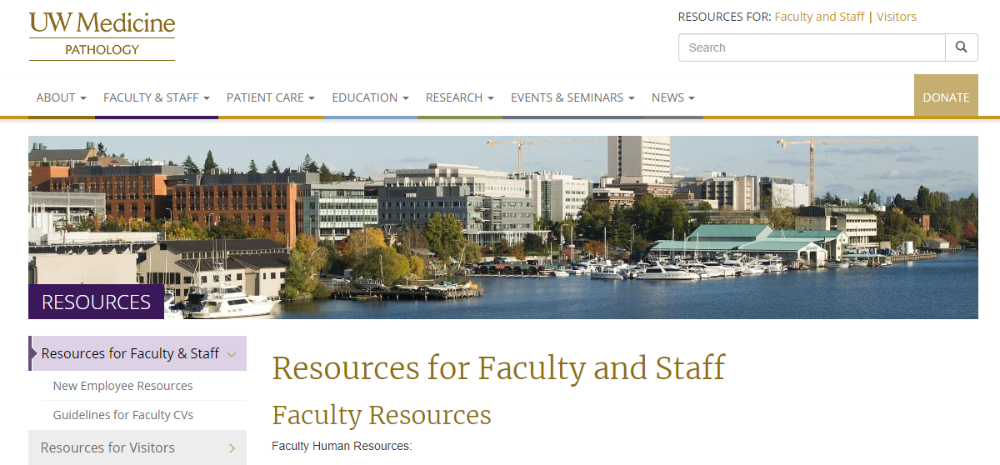 UW Medicine
PATHOLOGY
RESOURCES FOR: Faculty and Staff | Visitors
Search
ABOUT FACULTY & STAFF PATIENT CARE EDUCATION RESEARCH EVENTS & SEMINARS NEWS DONATE
RESOURCES
Resources for Faculty & Staff
New Employee Resources
Guidelines for Faculty CVs
Resources for Visitors
Resources for Faculty and Staff
Faculty Resources
Faculty Human Resources: